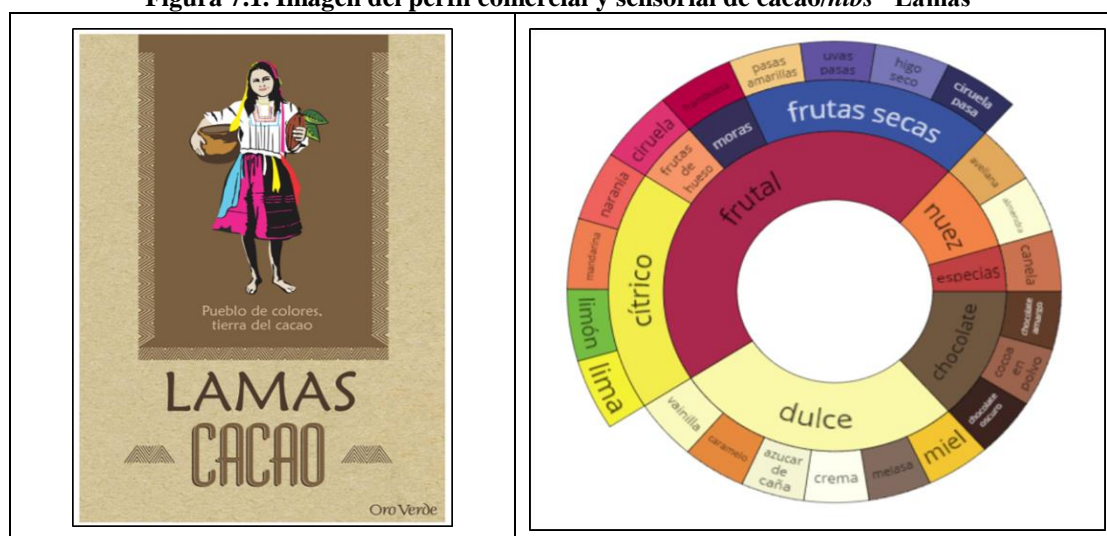 Figura 7.1. Imagen del perfil comercial y sensorial de cacao/nibs - Lamas
Pueblo de colores,
tierra del cacao
LAMAS
CACAO
Oro Verde
frutal
frutas secas
nuez
especias
chocolate
dulce
cítrico
frutas
de
hueso
moras
pasas
amarillas
uvas
pasas
higo
seco
ciruela
pasa
avellana
almendra
canela
chocolate
amargo
cocoa
en
polvo
chocolate
oscuro
miel
melasa
crema
azucar
de
caña
caramelo
vainilla
lima
limón
mandarina
naranja
ciruela